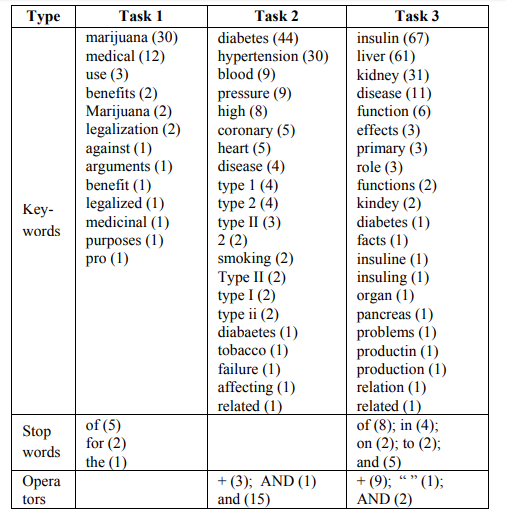 Type Task 1 Task 2 Task 3
Key-
words
marijuana (30)
medical (12)
use (3)
benefits (2)
Marijuana (2)
legalization (2)
against (1)
arguments (1)
benefit (1)
legalized (1)
medicinal (1)
purposes (1)
pro (1)
diabetes (44)
hypertension (30)
blood (9)
pressure (9)
high (8)
coronary (5)
heart (5)
disease (4)
type 1 (4)
type 2 (4)
type II (3)
2 (2)
smoking (2)
Type II (2)
type I (2)
type ii (2)
diabaetes (1)
tobacco (1)
failure (1)
affecting (1)
related (1)
insulin (67)
liver (61)
kidney (31)
disease (11)
function (6)
effects (3)
primary (3)
role (3)
functions (2)
kindey (2)
diabetes (1)
facts (1)
insuline (1)
insuling (1)
organ (1)
pancreas (1)
problems (1)
productin (1)
production (1)
relation (1)
related (1)
Stop
words
of (5)
for (2)
the (1)
of (8); in (4);
on (2); to (2);
and (5)
Opera
tors
+ (3);  AND (1)
and (15)
+ (9);  “ ” (1);
AND (2)